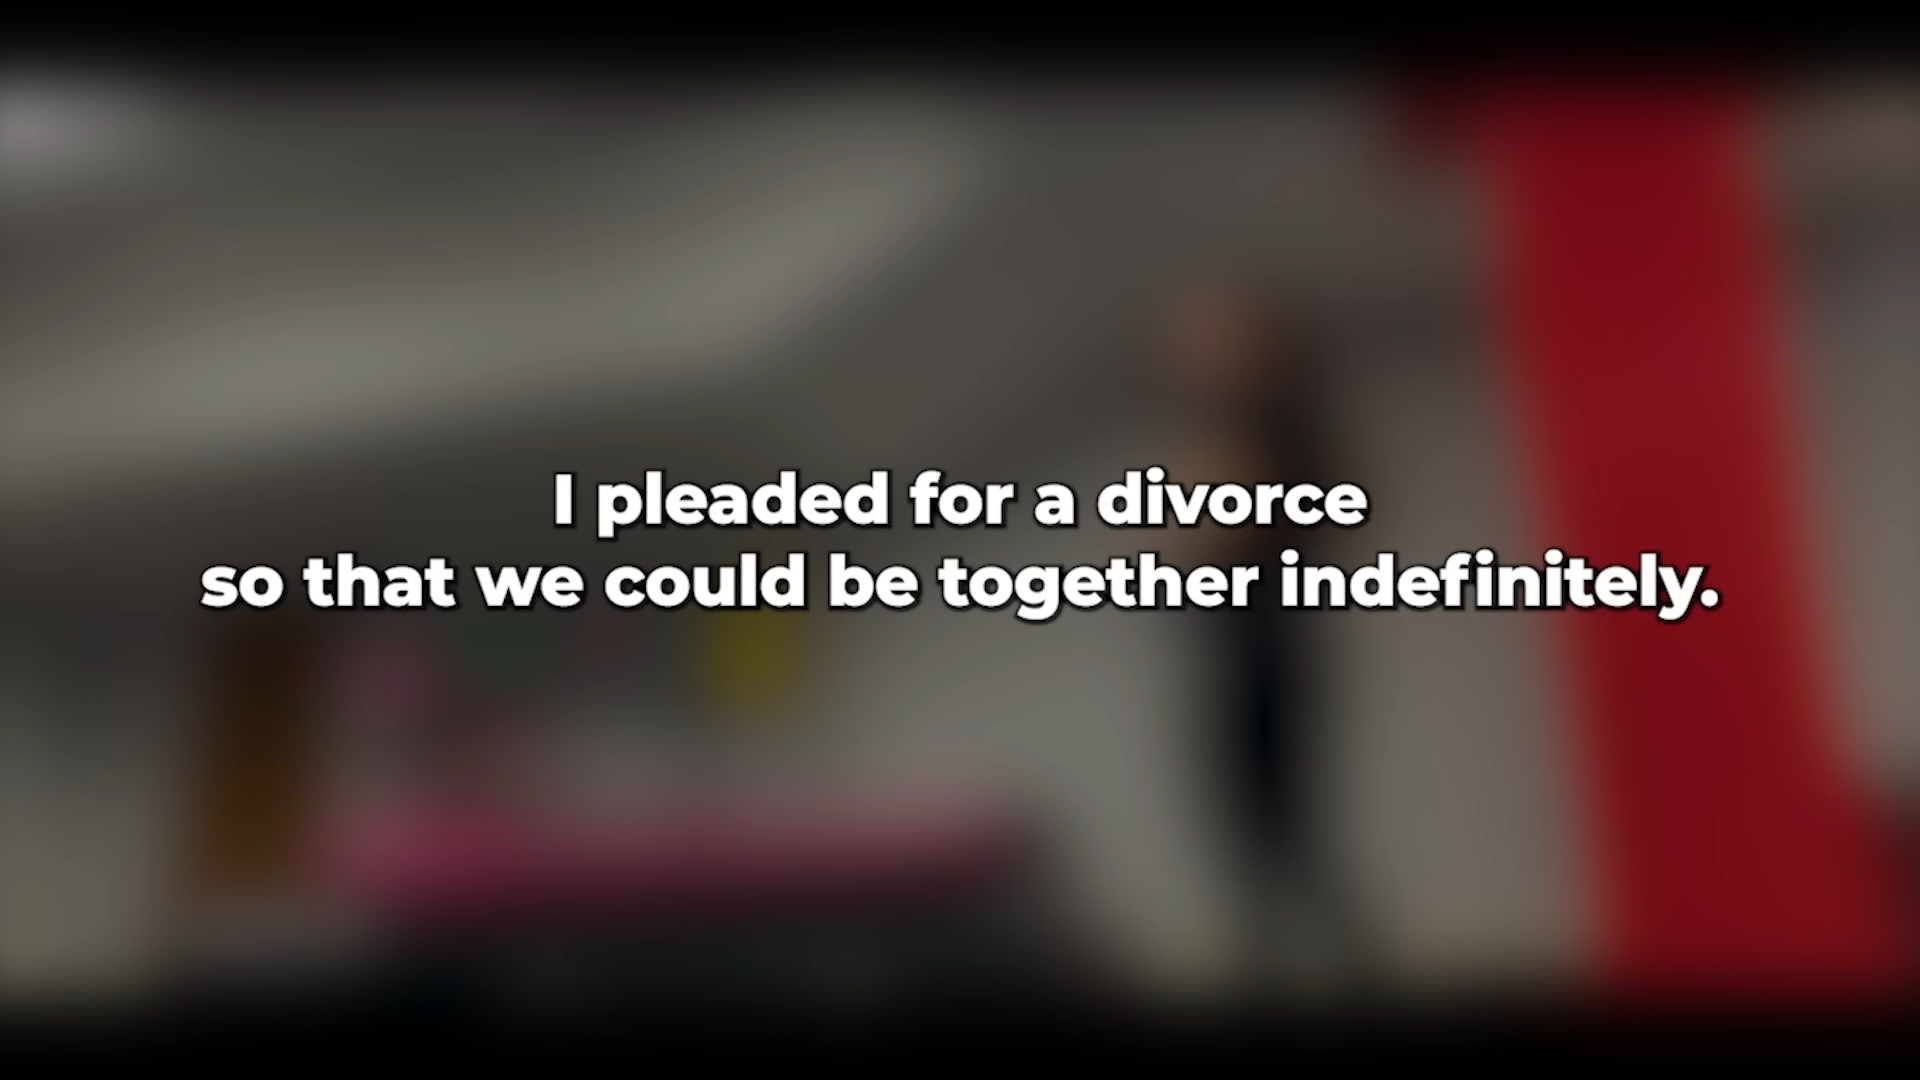 I pleaded for a divorce
so that we could be together indefinitely.